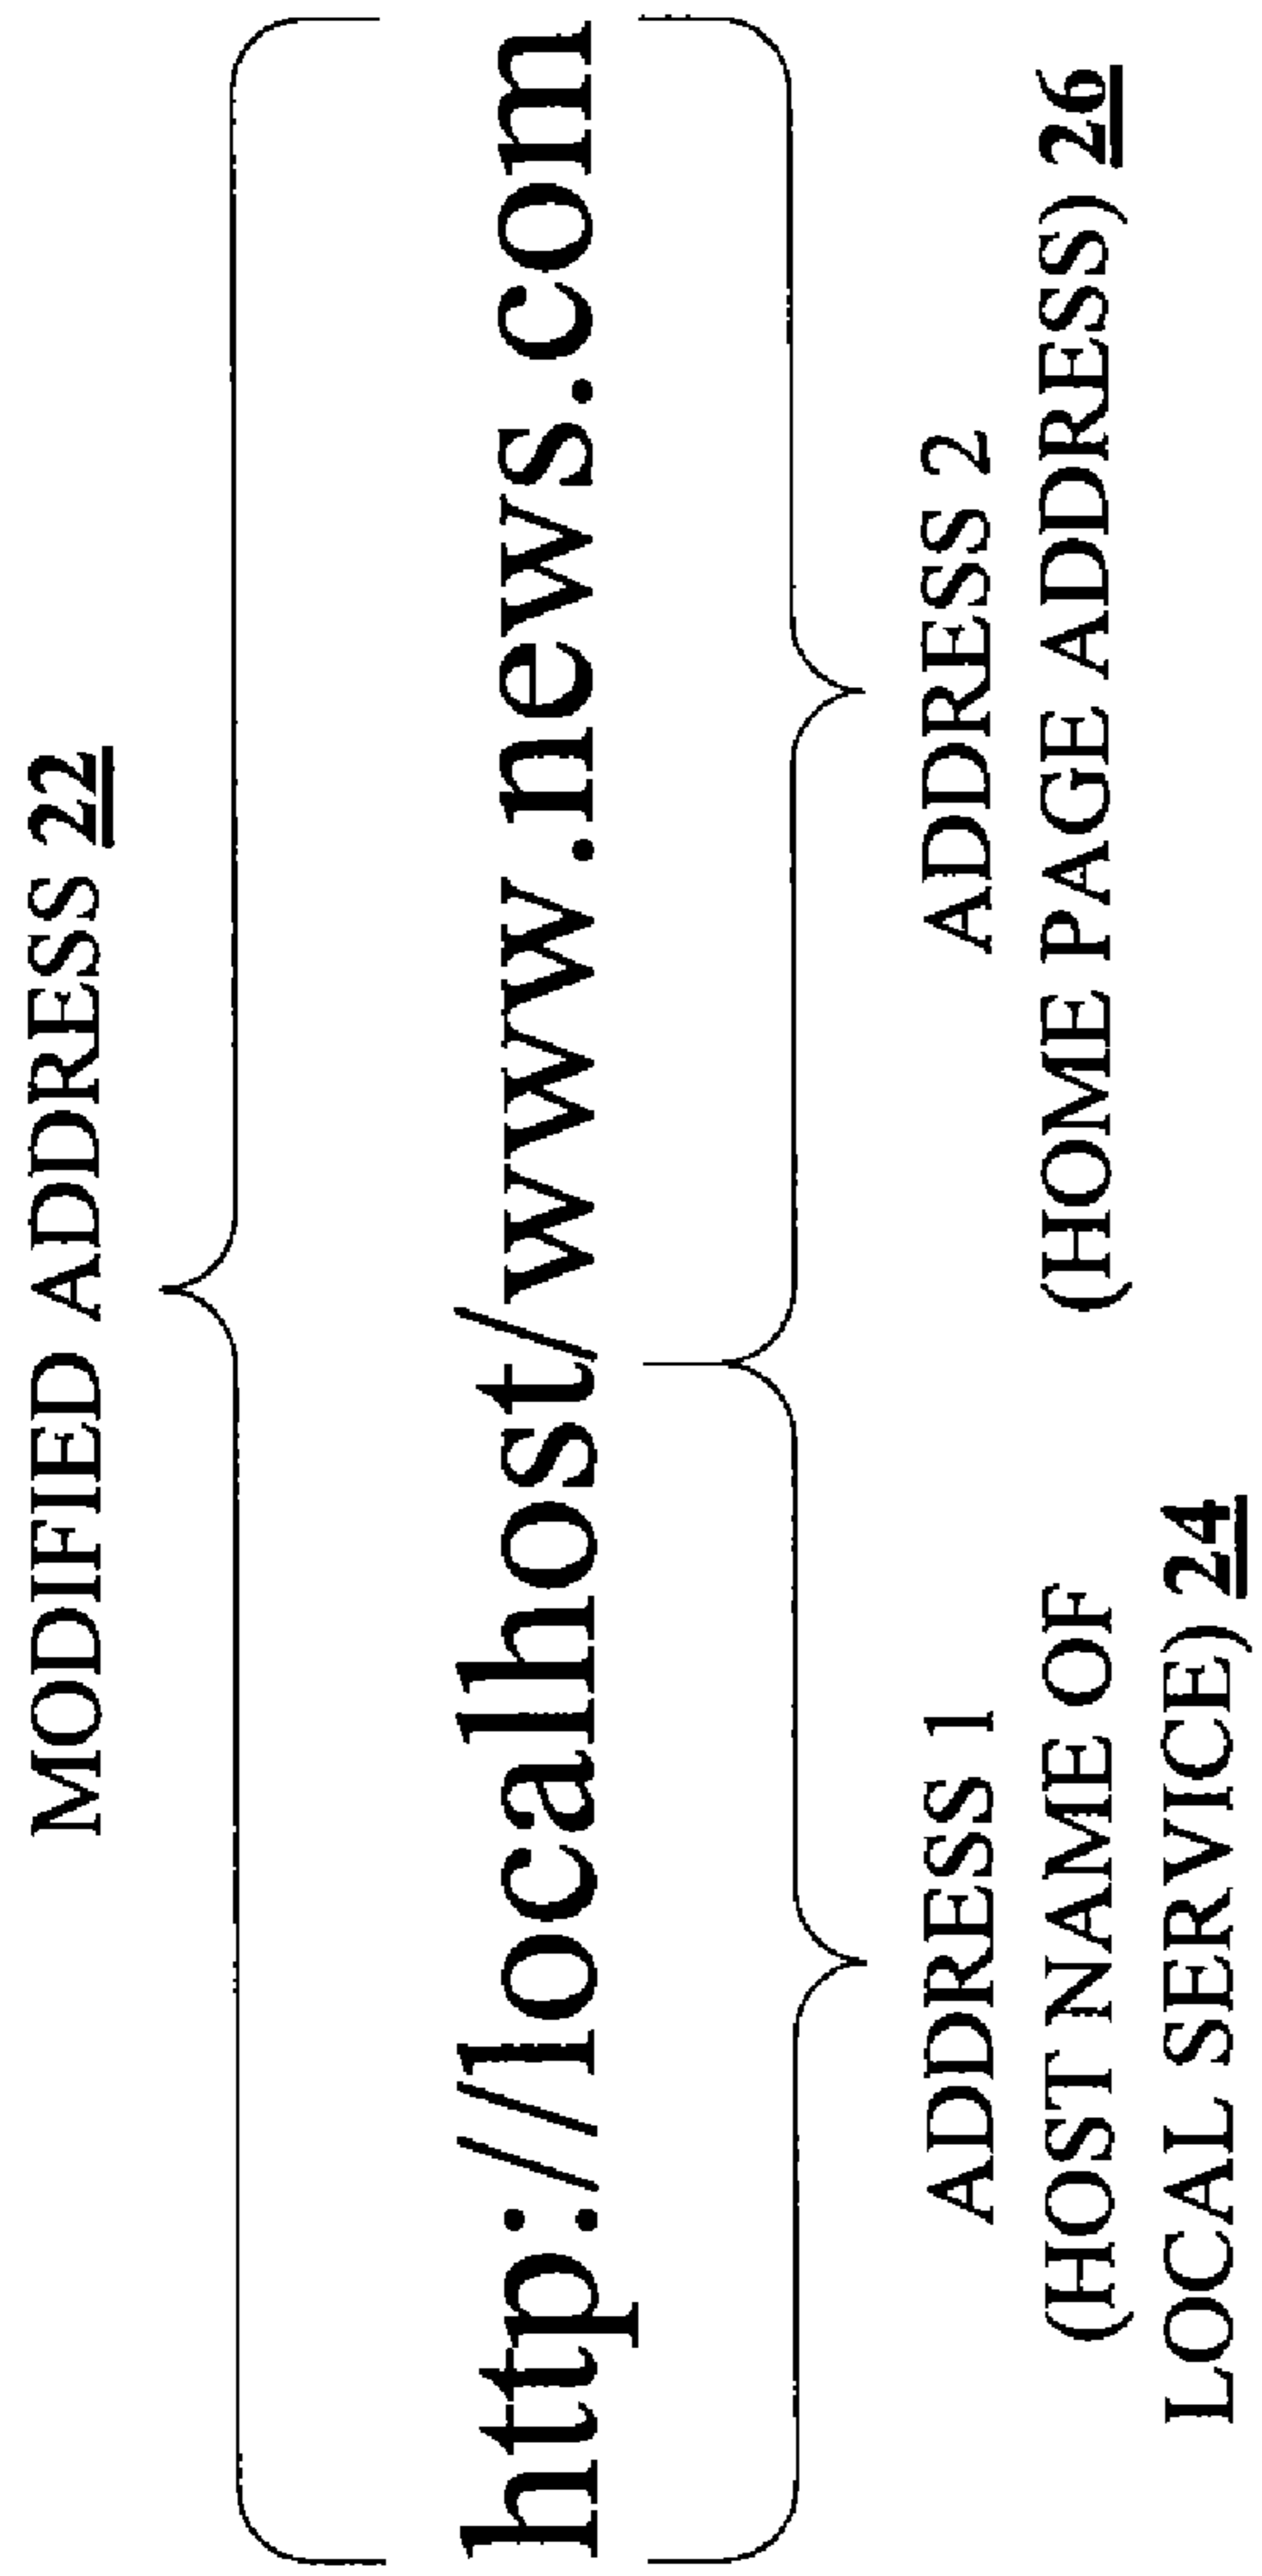 MODIFIED ADDRESS 22
http://localhost/www.news.com
ADDRESS 1
(HOST NAME OF
LOCAL SERVICE) 24
ADDRESS 2
(HOME PAGE ADDRESS) 26